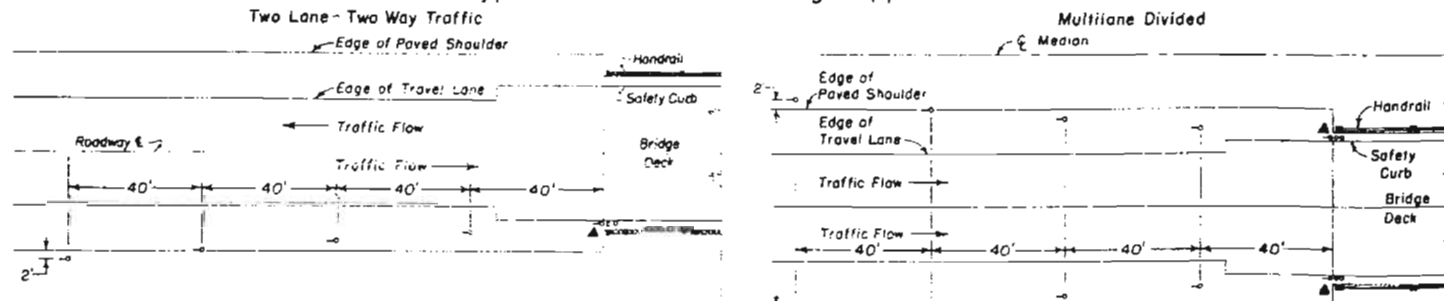 Two Lane - Two Way Traffic
Edge of Paved Shoulder
Handrail
Edge of Travel Lane
Safety Curb
Traffic Flow
Roadway ℄
Bridge
Deck
Traffic Flow
40' 40' 40' 40'
2'
Multilane Divided
℄ Median
Edge of
Paved Shoulder
2'
Handrail
Edge of
Travel Lane
Safety
Curb
Traffic Flow
Bridge
Deck
Traffic Flow
40' 40' 40' 40'